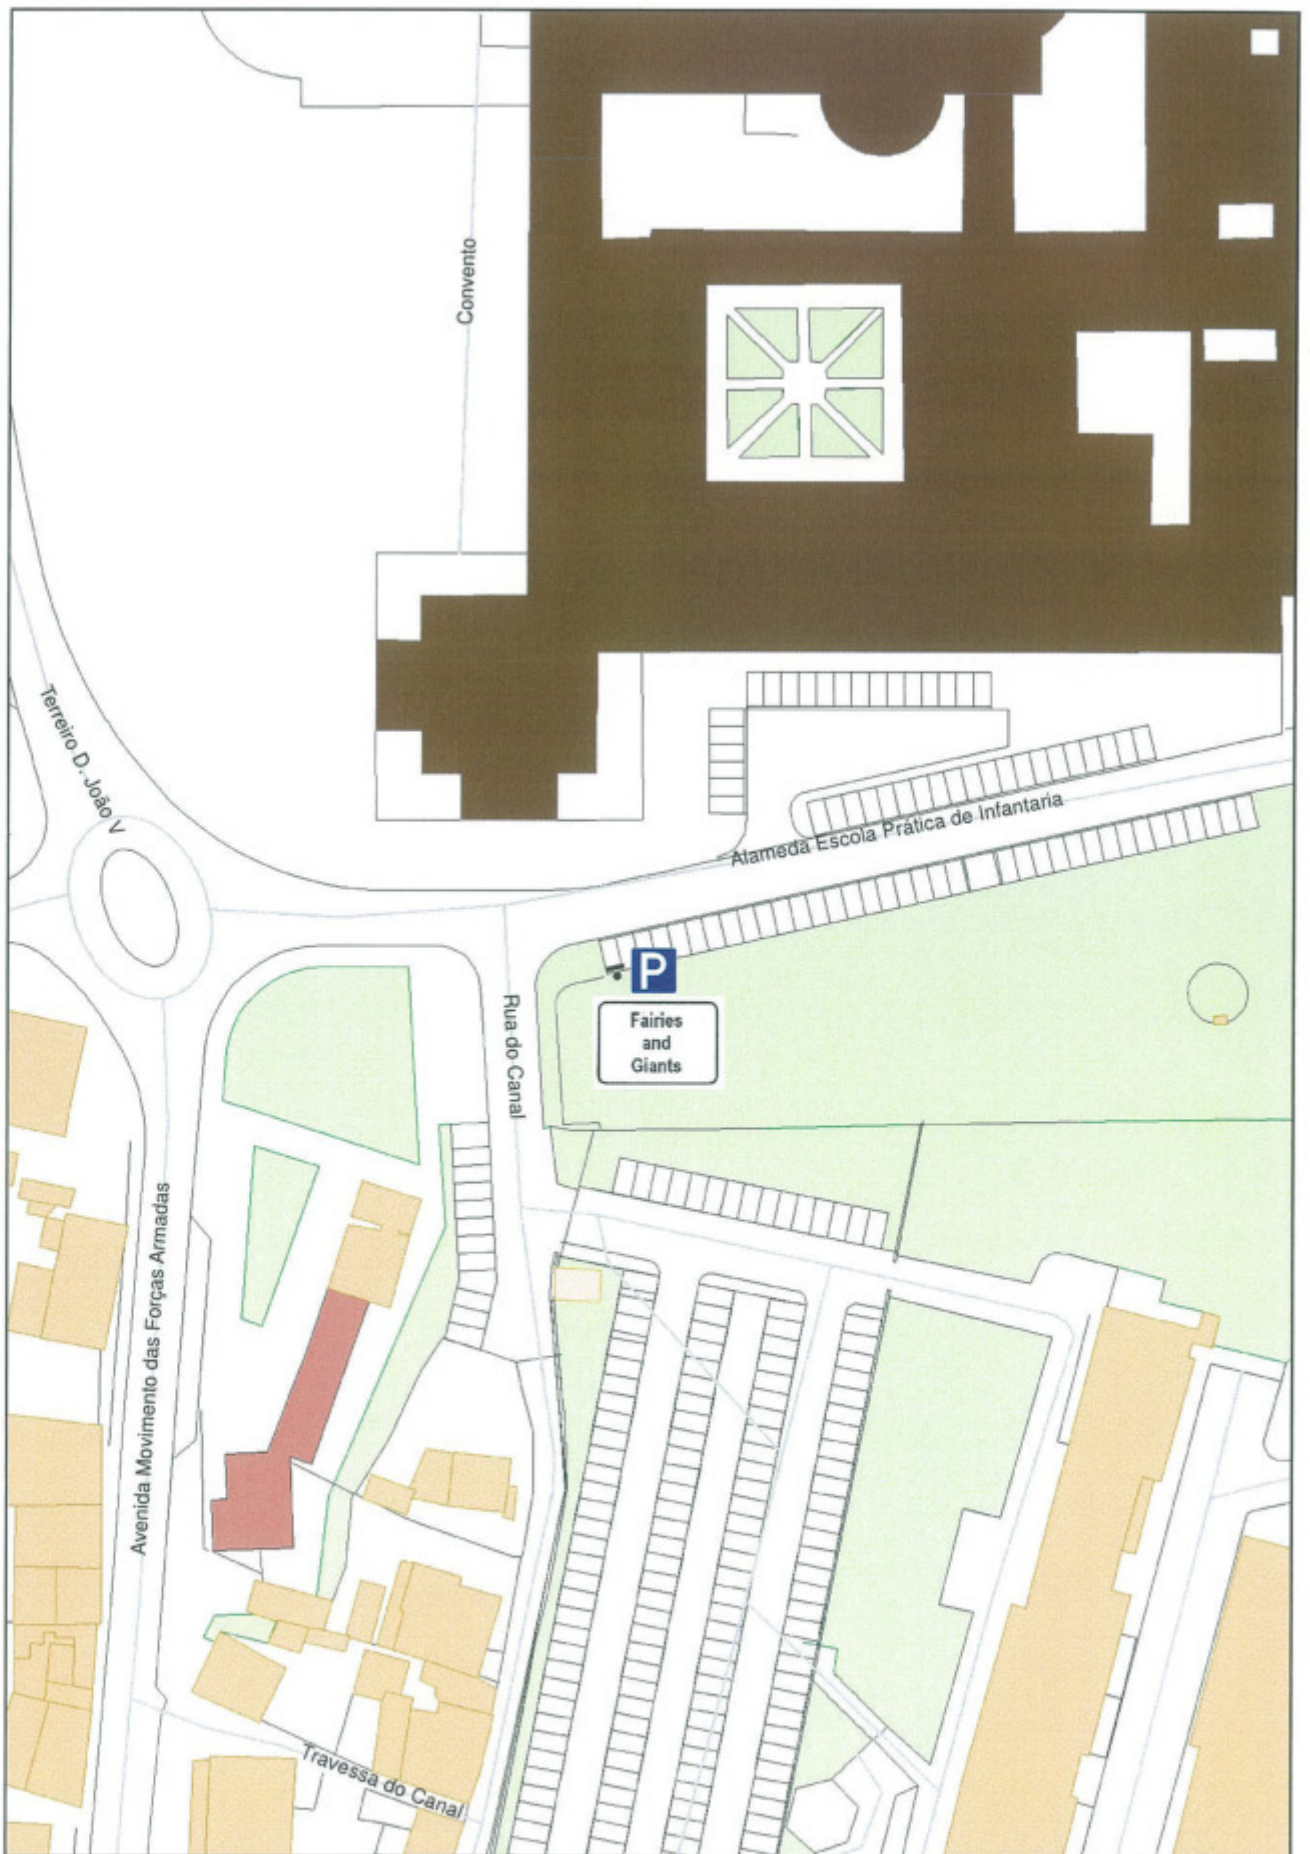 Convento
Terreiro D. João V
Alameda Escola Prática de Infantaria
P
Fairies
and
Giants
Rua do Canal
Avenida Movimento das Forças Armadas
Travessa do Canal